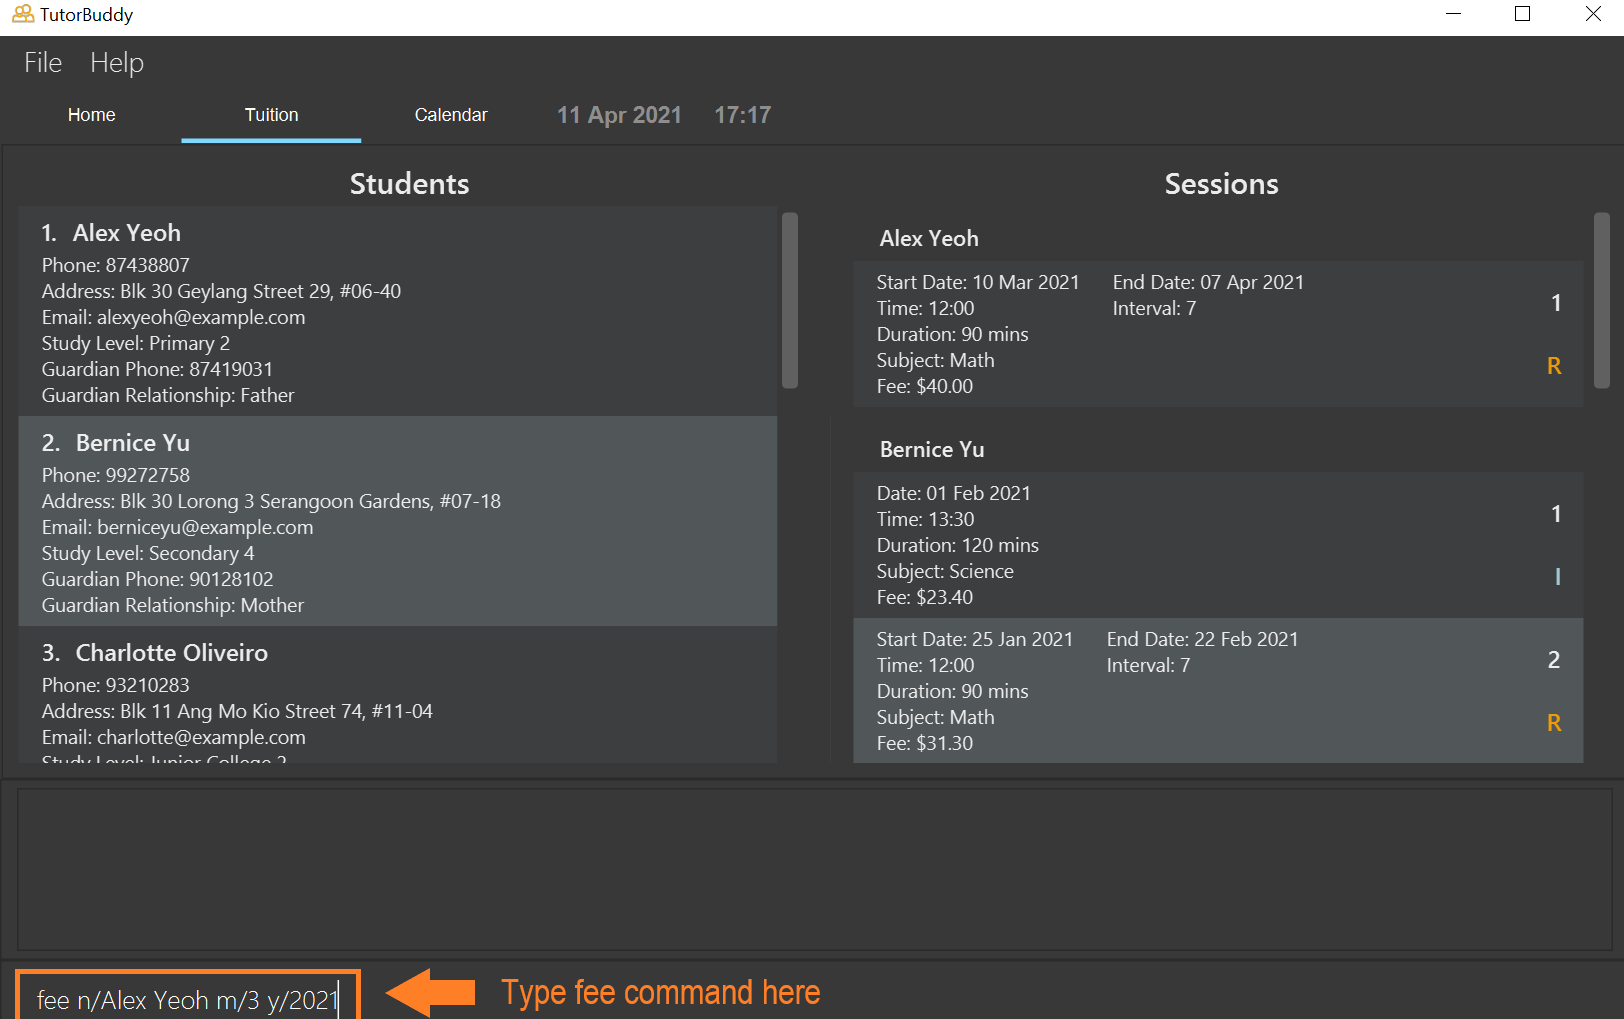 TutorBuddy
File Help
Home Tuition Calendar 11 Apr 2021 17:17
Students
1. Alex Yeoh
Phone: 87438807
Address: Blk 30 Geylang Street 29, #06-40
Email: alexyeoh@example.com
Study Level: Primary 2
Guardian Phone: 87419031
Guardian Relationship: Father
2. Bernice Yu
Phone: 99272758
Address: Blk 30 Lorong 3 Serangoon Gardens, #07-18
Email: berniceyu@example.com
Study Level: Secondary 4
Guardian Phone: 90128102
Guardian Relationship: Mother
3. Charlotte Oliveiro
Phone: 93210283
Address: Blk 11 Ang Mo Kio Street 74, #11-04
Email: charlotte@example.com
Study Level: Junior College 2
Sessions
Alex Yeoh
Start Date: 10 Mar 2021 End Date: 07 Apr 2021
Time: 12:00 Interval: 7
1
Duration: 90 mins
Subject: Math
R
Fee: $40.00
Bernice Yu
Date: 01 Feb 2021
Time: 13:30
1
Duration: 120 mins
Subject: Science
I
Fee: $23.40
Start Date: 25 Jan 2021 End Date: 22 Feb 2021
Time: 12:00 Interval: 7
2
Duration: 90 mins
Subject: Math
R
Fee: $31.30
fee n/Alex Yeoh m/3 y/2021
Type fee command here